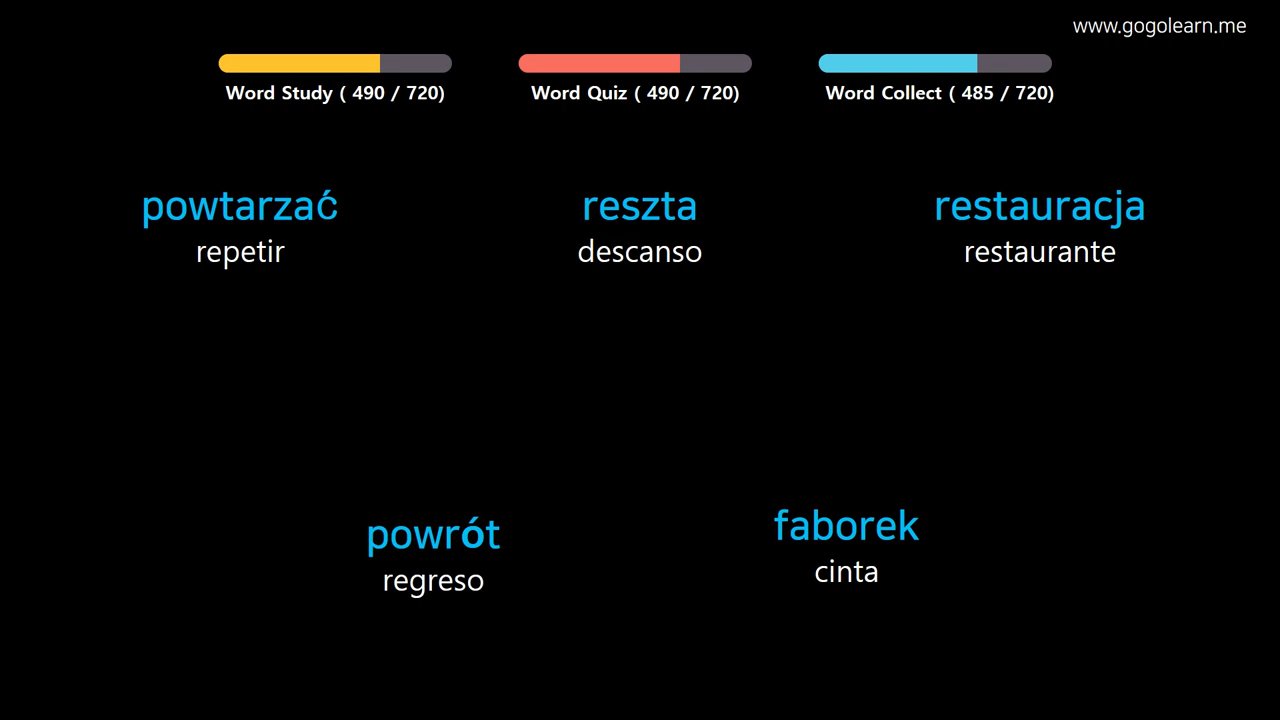 www.gogolearn.me
Word Study ( 490 / 720)
Word Quiz ( 490 / 720)
Word Collect ( 485 / 720)
powtarzać
repetir
reszta
descanso
restauracja
restaurante
powrót
regreso
faborek
cinta